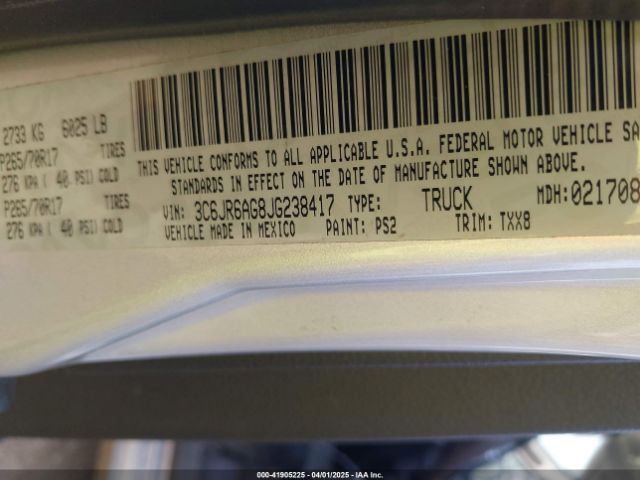 2733 KG 6025 LB
P265/70R17 TIRES
276 KPA ( 40 PSI) COLD
P265/70R17 TIRES
276 KPA ( 40 PSI) COLD
THIS VEHICLE CONFORMS TO ALL APPLICABLE U.S.A. FEDERAL MOTOR VEHICLE SA
STANDARDS IN EFFECT ON THE DATE OF MANUFACTURE SHOWN ABOVE.
VIN: 3C6JR6AG8JG238417 TYPE: TRUCK MDH: 021708
VEHICLE MADE IN MEXICO PAINT: PS2 TRIM: TXX8
000-41905225 - 04/01/2025 - IAA Inc.